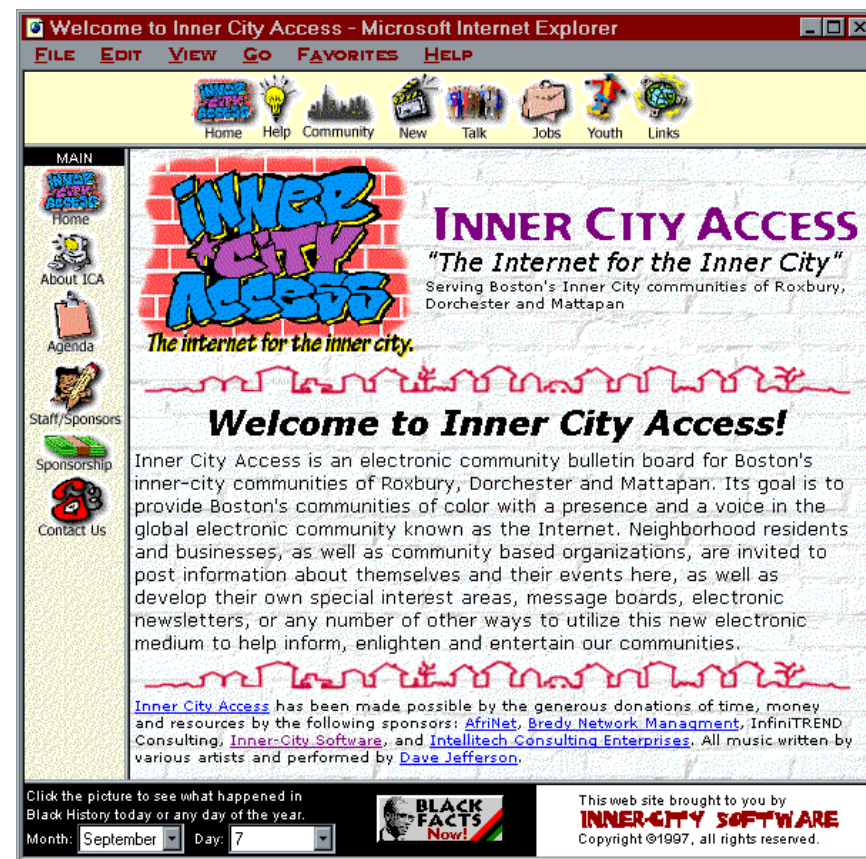 Welcome to Inner City Access - Microsoft Internet Explorer
File Edit View Go Favorites Help
INNER CITY ACCESS
Home Help Community New Talk Jobs Youth Links
MAIN
INNER CITY ACCESS
Home
About ICA
Agenda
Staff/Sponsors
Sponsorship
Contact Us
INNER
CITY
ACCESS
The internet for the inner city.
INNER CITY ACCESS
"The Internet for the Inner City"
Serving Boston's Inner City communities of Roxbury,
Dorchester and Mattapan
Welcome to Inner City Access!
Inner City Access is an electronic community bulletin board for Boston's
inner-city communities of Roxbury, Dorchester and Mattapan. Its goal is to
provide Boston's communities of color with a presence and a voice in the
global electronic community known as the Internet. Neighborhood residents
and businesses, as well as community based organizations, are invited to
post information about themselves and their events here, as well as
develop their own special interest areas, message boards, electronic
newsletters, or any number of other ways to utilize this new electronic
medium to help inform, enlighten and entertain our communities.
Inner City Access has been made possible by the generous donations of time, money
and resources by the following sponsors: AfriNet, Bredy Network Managment, InfiniTREND
Consulting, Inner-City Software, and Intellitech Consulting Enterprises. All music written by
various artists and performed by Dave Jefferson.
Click the picture to see what happened in
Black History today or any day of the year.
Month: September Day: 7
BLACK
FACTS
Now!
This web site brought to you by
INNER-CITY SOFTWARE
Copyright ©1997, all rights reserved.